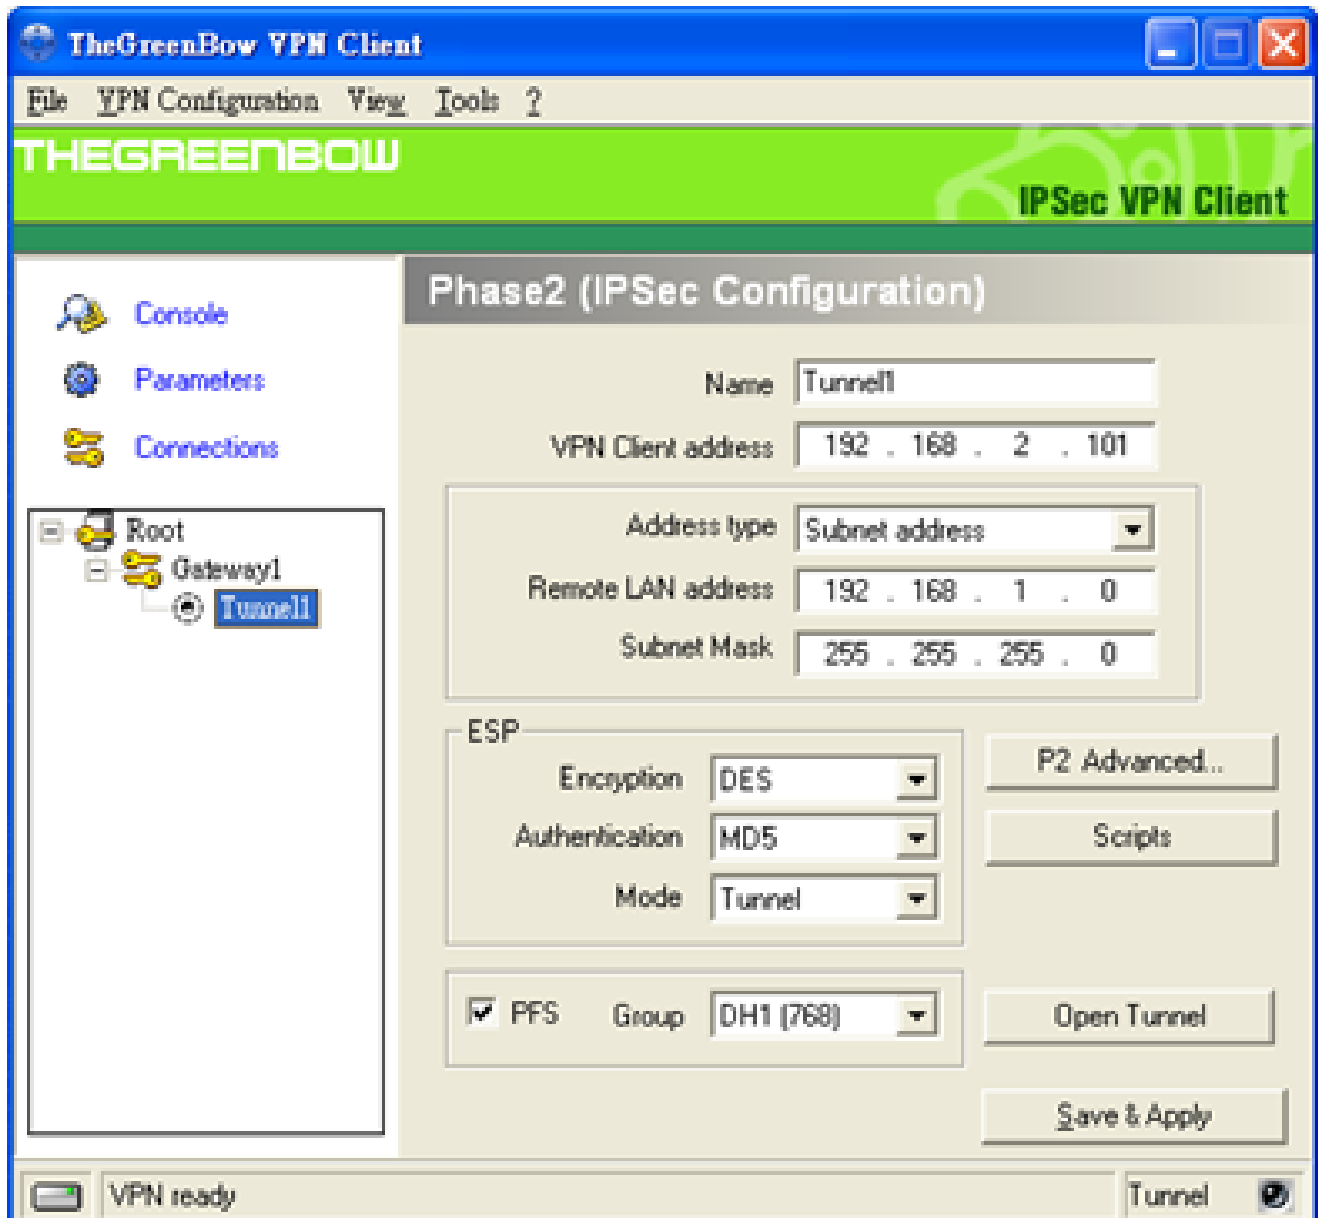 TheGreenBow VPN Client
File VPN Configuration View Tools ?
THEGREENBOW
IPSec VPN Client
Console
Parameters
Connections
Root
Gateway1
Tunnel1
Phase2 (IPSec Configuration)
Name Tunnel1
VPN Client address 192 . 168 . 2 . 101
Address type Subnet address
Remote LAN address 192 . 168 . 1 . 0
Subnet Mask 255 . 255 . 255 . 0
ESP
Encryption DES
Authentication MD5
Mode Tunnel
P2 Advanced...
Scripts
PFS Group DH1 (768)
Open Tunnel
Save & Apply
VPN ready
Tunnel